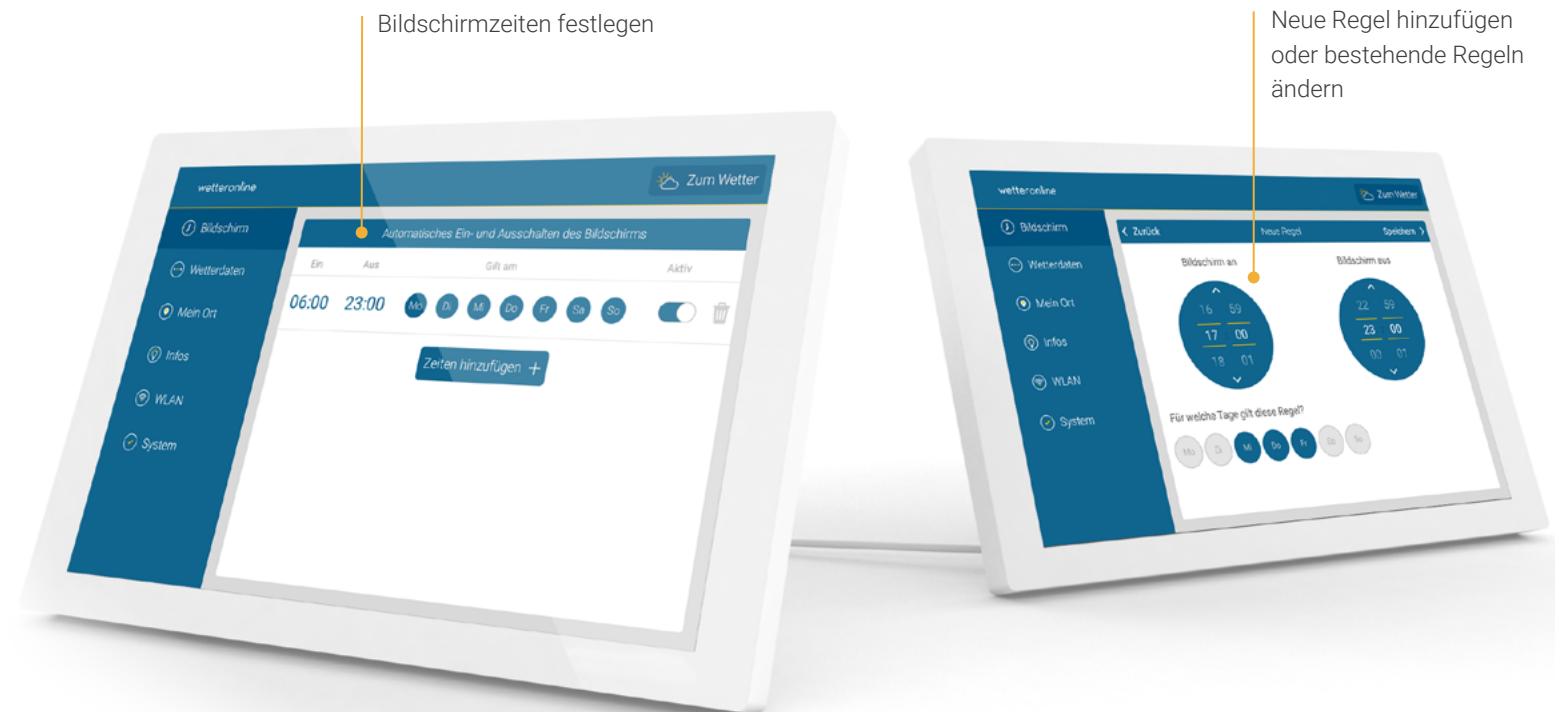 Bildschirmzeiten festlegen
Neue Regel hinzufügen
oder bestehende Regeln
ändern
wetteronline
Zum Wetter
Bildschirm
Wetterdaten
Mein Ort
Infos
WLAN
System
Automatisches Ein- und Ausschalten des Bildschirms
Ein Aus Gilt am Aktiv
06:00 23:00 Mo Di Mi Do Fr Sa So
Zeiten hinzufügen +
wetteronline
Zum Wetter
Bildschirm
Wetterdaten
Mein Ort
Infos
WLAN
System
Zurück Neue Regel Speichern
Bildschirm an Bildschirm aus
16 59 22 59
17 00 23 00
18 01 00 01
Für welche Tage gilt diese Regel?
Mo Di Mi Do Fr Sa So